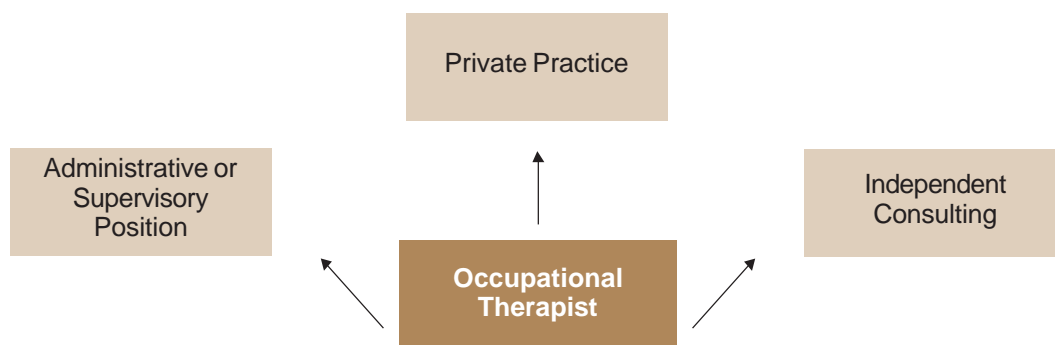 Private Practice
Administrative or
Supervisory
Position
Independent
Consulting
Occupational
Therapist